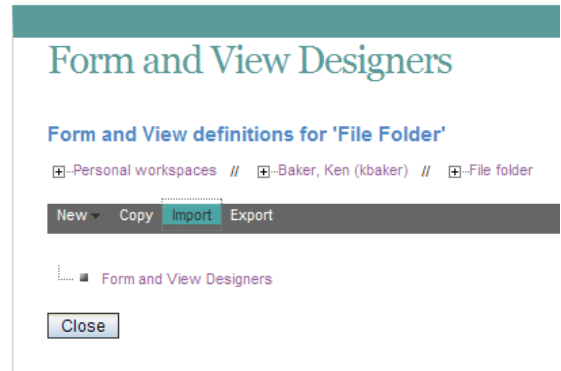 Form and View Designers
Form and View definitions for 'File Folder'
Personal workspaces // Baker, Ken (kbaker) // File folder
New Copy Import Export
Form and View Designers
Close